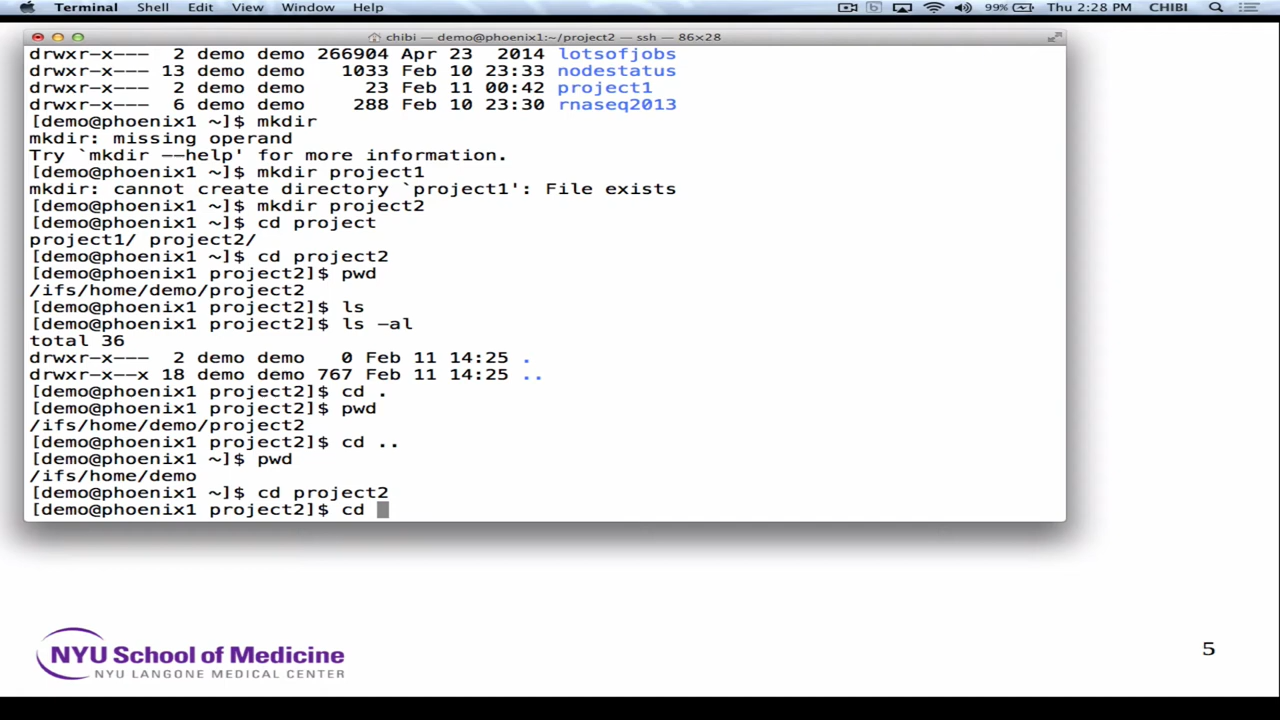 Terminal Shell Edit View Window Help 99% Thu 2:28 PM CHIBI
chibi — demo@phoenix1:~/project2 — ssh — 86×28
drwxr-x--- 2 demo demo 266904 Apr 23 2014 lotsofjobs
drwxr-x--- 13 demo demo 1033 Feb 10 23:33 nodestatus
drwxr-x--- 2 demo demo 23 Feb 11 00:42 project1
drwxr-x--- 6 demo demo 288 Feb 10 23:30 rnaseq2013
[demo@phoenix1 ~]$ mkdir
mkdir: missing operand
Try `mkdir --help' for more information.
[demo@phoenix1 ~]$ mkdir project1
mkdir: cannot create directory `project1': File exists
[demo@phoenix1 ~]$ mkdir project2
[demo@phoenix1 ~]$ cd project
project1/ project2/
[demo@phoenix1 ~]$ cd project2
[demo@phoenix1 project2]$ pwd
/ifs/home/demo/project2
[demo@phoenix1 project2]$ ls
[demo@phoenix1 project2]$ ls -al
total 36
drwxr-x--- 2 demo demo 0 Feb 11 14:25 .
drwxr-x--x 18 demo demo 767 Feb 11 14:25 ..
[demo@phoenix1 project2]$ cd .
[demo@phoenix1 project2]$ pwd
/ifs/home/demo/project2
[demo@phoenix1 project2]$ cd ..
[demo@phoenix1 ~]$ pwd
/ifs/home/demo
[demo@phoenix1 ~]$ cd project2
[demo@phoenix1 project2]$ cd
NYU School of Medicine
NYU LANGONE MEDICAL CENTER
5